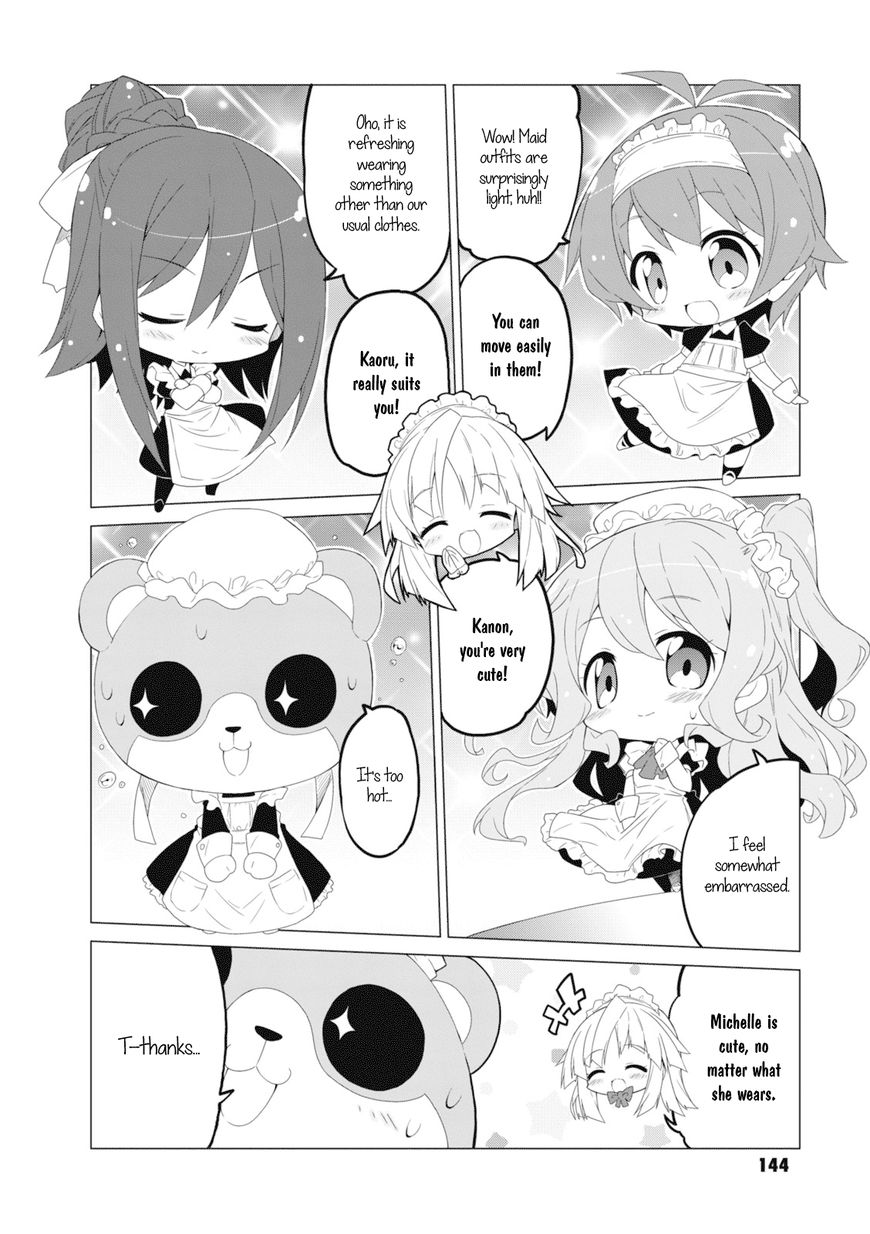 Wow! Maid
outfits are
surprisingly
light, huh!!
You can
move easily
in them!
Oho, it is
refreshing
wearing
something
other than our
usual clothes.
Kaoru, it
really suits
you!
Kanon,
you're very
cute!
I feel
somewhat
embarrassed.
It's too
hot...
Michelle is
cute, no
matter what
she wears.
T-thanks...
144